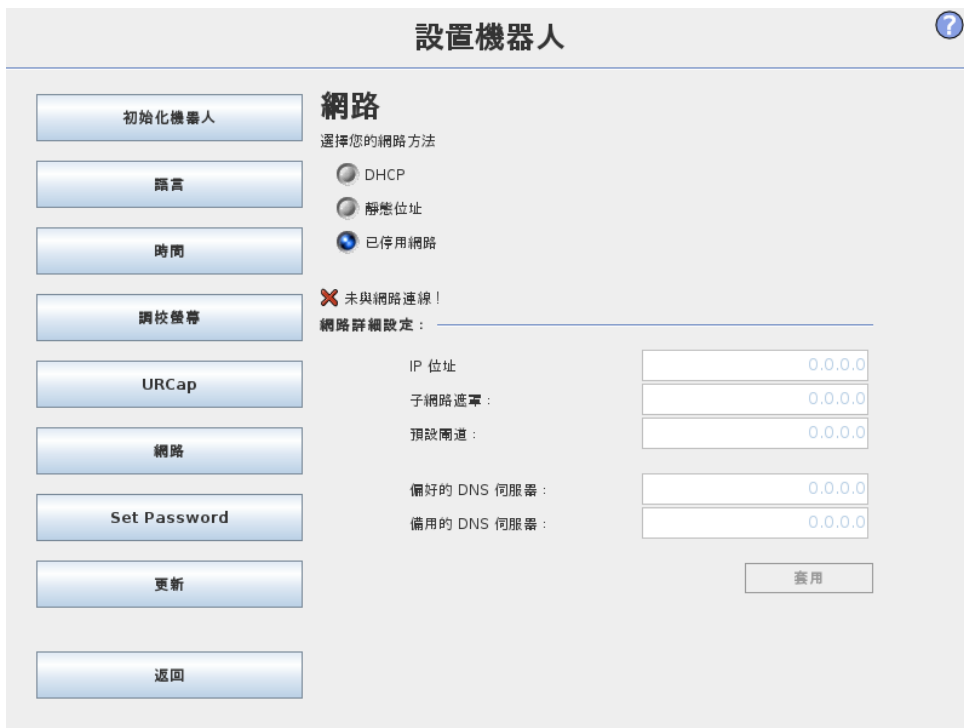 設置機器人
?
初始化機器人
語言
時間
調校螢幕
URCap
網路
Set Password
更新
返回
網路
選擇您的網路方法
DHCP
靜態位址
已停用網路
未與網路連線！
網路詳細設定：
IP 位址 0.0.0.0
子網路遮罩： 0.0.0.0
預設閘道： 0.0.0.0
偏好的 DNS 伺服器： 0.0.0.0
備用的 DNS 伺服器： 0.0.0.0
套用